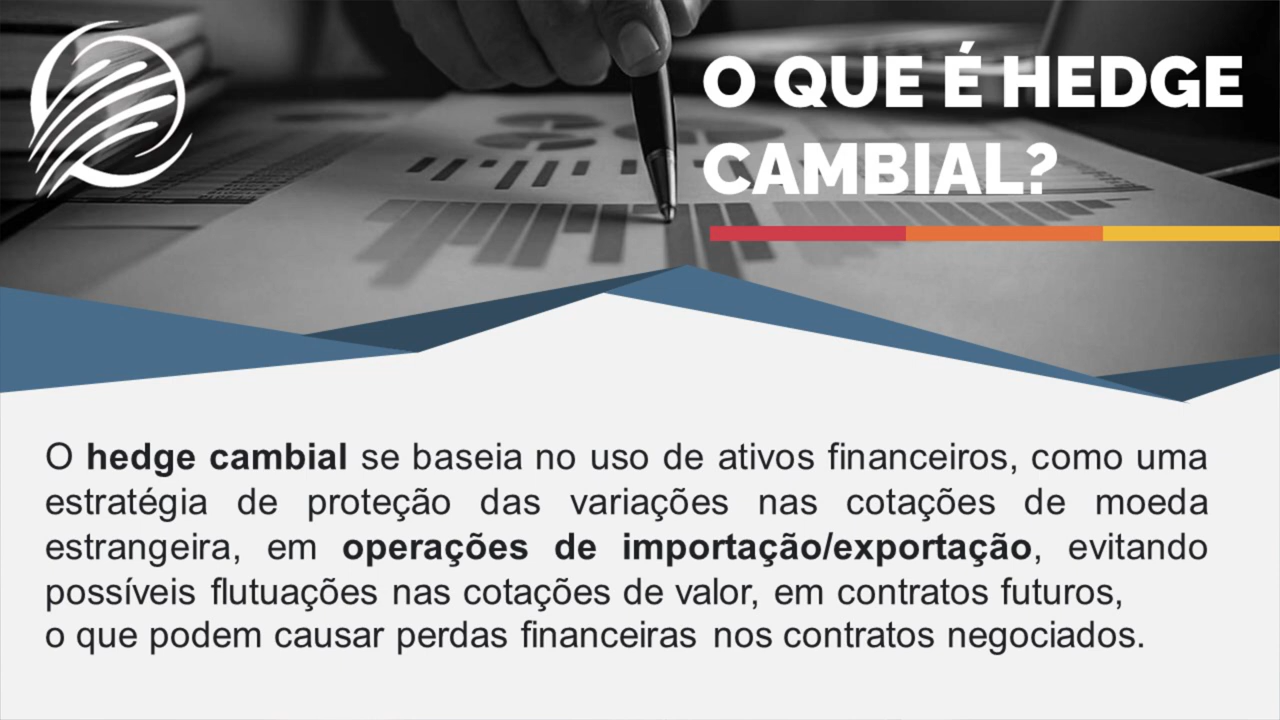 O QUE É HEDGE
CAMBIAL?
O hedge cambial se baseia no uso de ativos financeiros, como uma
estratégia de proteção das variações nas cotações de moeda
estrangeira, em operações de importação/exportação, evitando
possíveis flutuações nas cotações de valor, em contratos futuros,
o que podem causar perdas financeiras nos contratos negociados.